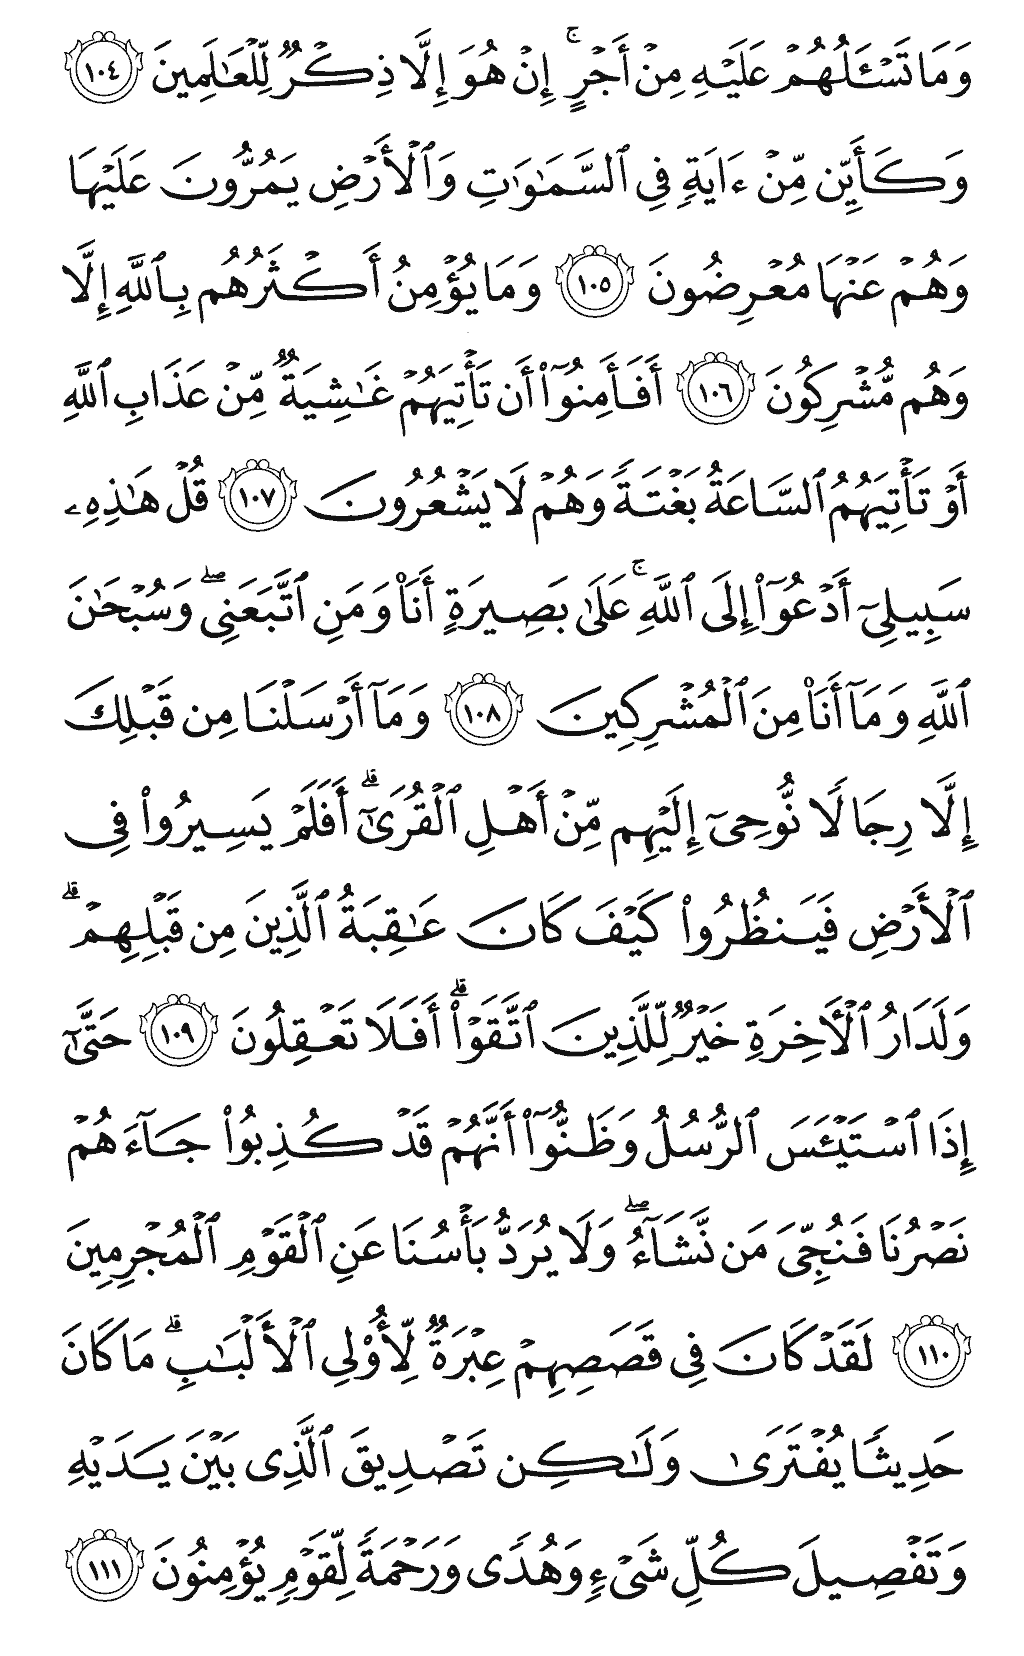 وَمَا تَسۡـَٔلُهُمۡ عَلَيۡهِ مِنۡ أَجۡرٍۚ إِنۡ هُوَ إِلَّا ذِكۡرٞ لِّلۡعَٰلَمِينَ ١٠٤
وَكَأَيِّن مِّنۡ ءَايَةٖ فِي ٱلسَّمَٰوَٰتِ وَٱلۡأَرۡضِ يَمُرُّونَ عَلَيۡهَا
وَهُمۡ عَنۡهَا مُعۡرِضُونَ ١٠٥ وَمَا يُؤۡمِنُ أَكۡثَرُهُم بِٱللَّهِ إِلَّا
وَهُم مُّشۡرِكُونَ ١٠٦ أَفَأَمِنُوٓاْ أَن تَأۡتِيَهُمۡ غَٰشِيَةٞ مِّنۡ عَذَابِ ٱللَّهِ
أَوۡ تَأۡتِيَهُمُ ٱلسَّاعَةُ بَغۡتَةٗ وَهُمۡ لَا يَشۡعُرُونَ ١٠٧ قُلۡ هَٰذِهِۦ
سَبِيلِيٓ أَدۡعُوٓاْ إِلَى ٱللَّهِۚ عَلَىٰ بَصِيرَةٍ أَنَا۠ وَمَنِ ٱتَّبَعَنِيۖ وَسُبۡحَٰنَ
ٱللَّهِ وَمَآ أَنَا۠ مِنَ ٱلۡمُشۡرِكِينَ ١٠٨ وَمَآ أَرۡسَلۡنَا مِن قَبۡلِكَ
إِلَّا رِجَالٗا نُّوحِيٓ إِلَيۡهِم مِّنۡ أَهۡلِ ٱلۡقُرَىٰٓۗ أَفَلَمۡ يَسِيرُواْ فِي
ٱلۡأَرۡضِ فَيَنظُرُواْ كَيۡفَ كَانَ عَٰقِبَةُ ٱلَّذِينَ مِن قَبۡلِهِمۡۗ
وَلَدَارُ ٱلۡأٓخِرَةِ خَيۡرٞ لِّلَّذِينَ ٱتَّقَوۡاْۗ أَفَلَا تَعۡقِلُونَ ١٠٩ حَتَّىٰٓ
إِذَا ٱسۡتَيۡـَٔسَ ٱلرُّسُلُ وَظَنُّوٓاْ أَنَّهُمۡ قَدۡ كُذِبُواْ جَآءَهُمۡ
نَصۡرُنَا فَنُجِّيَ مَن نَّشَآءُۖ وَلَا يُرَدُّ بَأۡسُنَا عَنِ ٱلۡقَوۡمِ ٱلۡمُجۡرِمِينَ
١١٠ لَقَدۡ كَانَ فِي قَصَصِهِمۡ عِبۡرَةٞ لِّأُوْلِي ٱلۡأَلۡبَٰبِۗ مَا كَانَ
حَدِيثٗا يُفۡتَرَىٰ وَلَٰكِن تَصۡدِيقَ ٱلَّذِي بَيۡنَ يَدَيۡهِ
وَتَفۡصِيلَ كُلِّ شَيۡءٖ وَهُدٗى وَرَحۡمَةٗ لِّقَوۡمٖ يُؤۡمِنُونَ ١١١